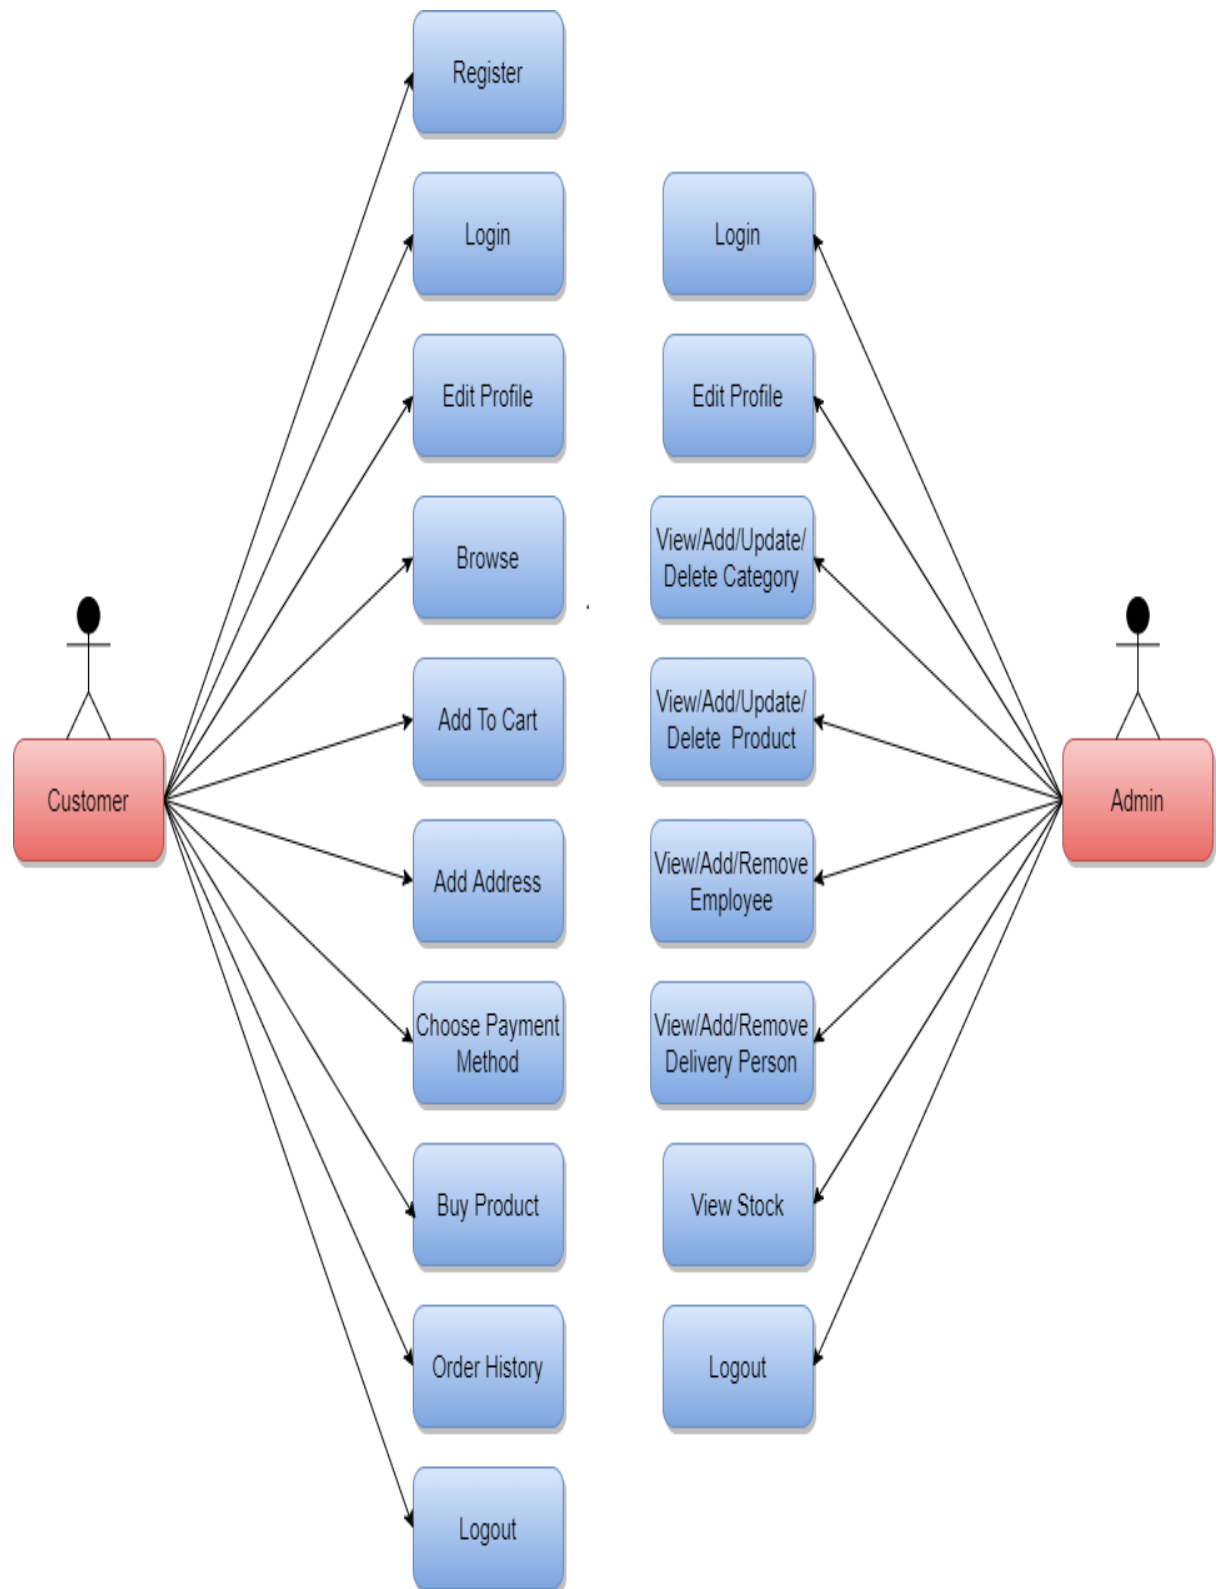 Register
Login
Login
Edit Profile
Edit Profile
Browse
View/Add/Update/
Delete Category
Add To Cart
View/Add/Update/
Delete  Product
Customer
Admin
Add Address
View/Add/Remove
Employee
Choose Payment
Method
View/Add/Remove
Delivery Person
Buy Product
View Stock
Order History
Logout
Logout